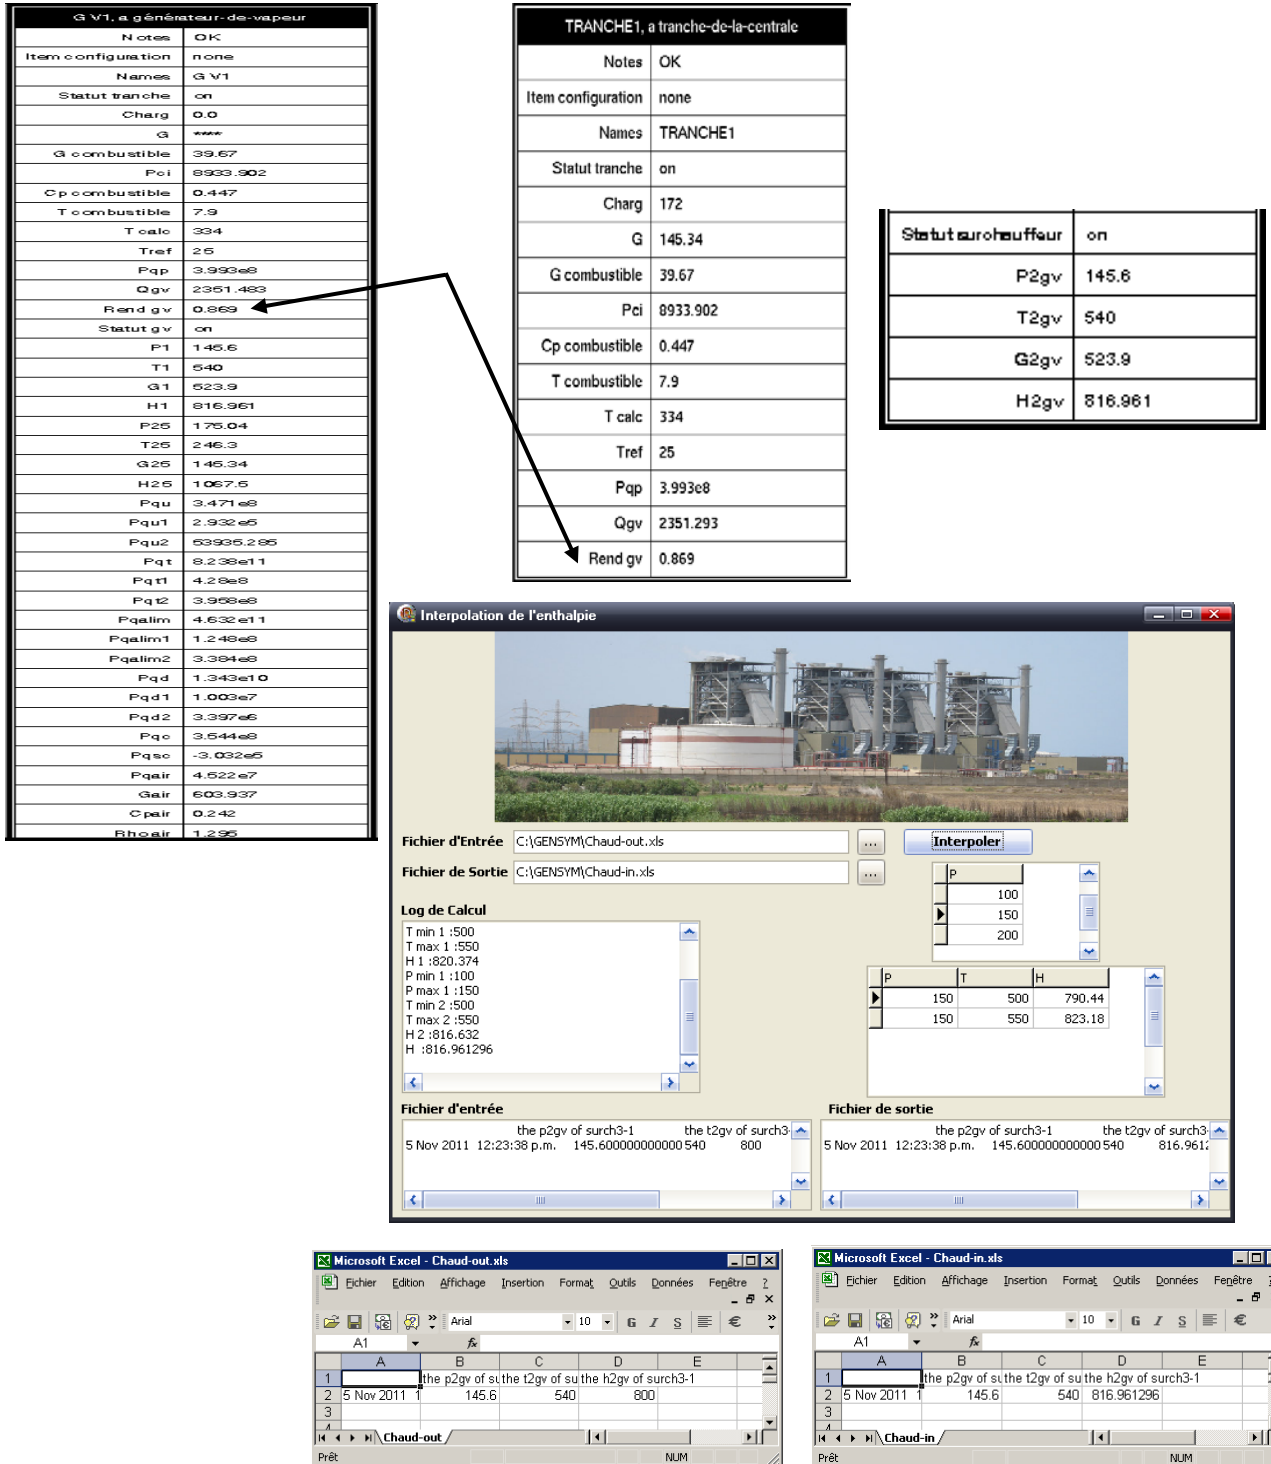 G V1, a générateur-de-vapeur
Notes OK
Item configuration none
Names G V1
Statut tranche on
Charg 0.0
G ****
G combustible 39.67
Pci 8933.902
Cp combustible 0.447
T combustible 7.9
T calc 334
Tref 25
Pqp 3.993e8
Qgv 2351.483
Rend gv 0.869
Statut gv on
P1 145.6
T1 540
G1 523.9
H1 816.961
P25 175.04
T25 246.3
G25 145.34
H25 1067.5
Pqu 3.471e8
Pqu1 2.932e5
Pqu2 53935.285
Pqt 8.238e11
Pqt1 4.28e8
Pqt2 3.958e8
Pqalim 4.632e11
Pqalim1 1.248e8
Pqalim2 3.384e8
Pqd 1.343e10
Pqd1 1.003e7
Pqd2 3.397e6
Pqc 3.544e8
Pqsc -3.032e5
Pqair 4.522e7
Gair 603.937
Cpair 0.242
Rhoair 1.295
TRANCHE1, a tranche-de-la-centrale
Notes OK
Item configuration none
Names TRANCHE1
Statut tranche on
Charg 172
G 145.34
G combustible 39.67
Pci 8933.902
Cp combustible 0.447
T combustible 7.9
T calc 334
Tref 25
Pqp 3.993e8
Qgv 2351.293
Rend gv 0.869
Statut surchauffeur on
P2gv 145.6
T2gv 540
G2gv 523.9
H2gv 816.961
Interpolation de l'enthalpie
Fichier d'Entrée C:\GENSYM\Chaud-out.xls ... Interpoler
Fichier de Sortie C:\GENSYM\Chaud-in.xls ...
P
100
150
200
Log de Calcul
T min 1 :500
T max 1 :550
H 1 :820.374
P min 1 :100
P max 1 :150
T min 2 :500
T max 2 :550
H 2 :816.632
H :816.961296
P T H
150 500 790.44
150 550 823.18
Fichier d'entrée
the p2gv of surch3-1 the t2gv of surch3-
5 Nov 2011 12:23:38 p.m. 145.600000000000 540 800
Fichier de sortie
the p2gv of surch3-1 the t2gv of surch3-
5 Nov 2011 12:23:38 p.m. 145.600000000000 540 816.961
Microsoft Excel - Chaud-out.xls
Fichier Edition Affichage Insertion Format Outils Données Fenêtre ?
Arial 10 G I S € »
A1 fx
A B C D E
1 the p2gv of su the t2gv of su the h2gv of surch3-1
2 5 Nov 2011 1 145.6 540 800
3
4
Chaud-out
Prêt NUM
Microsoft Excel - Chaud-in.xls
Fichier Edition Affichage Insertion Format Outils Données Fenêtre ?
Arial 10 G I S €
A1 fx
A B C D E
1 the p2gv of su the t2gv of su the h2gv of surch3-1
2 5 Nov 2011 1 145.6 540 816.961296
3
4
Chaud-in
Prêt NUM